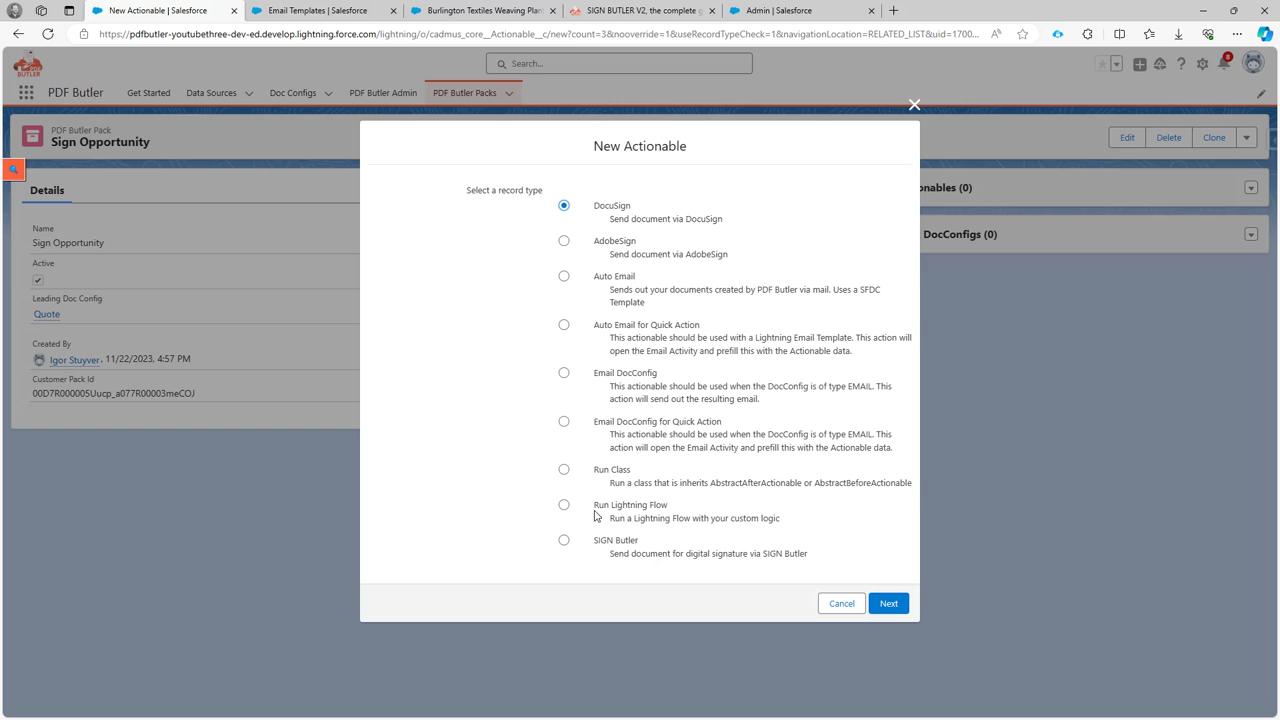 New Actionable | Salesforce
Email Templates | Salesforce
Burlington Textiles Weaving Plan
SIGN BUTLER V2, the complete g
Admin | Salesforce
https://pdfbutler-youtubethree-dev-ed.develop.lightning.force.com/lightning/o/cadmus_core__Actionable__c/new?count=3&nooverride=1&useRecordTypeCheck=1&navigationLocation=RELATED_LIST&uid=1700...
BUTLER
Search...
8
PDF Butler
Get Started
Data Sources
Doc Configs
PDF Butler Admin
PDF Butler Packs
PDF Butler Pack
Sign Opportunity
Edit
Delete
Clone
Details
Name
Sign Opportunity
Active
Leading Doc Config
Quote
Created By
Igor Stuyver, 11/22/2023, 4:57 PM
Customer Pack Id
00D7R000005Uucp_a077R00003meCOJ
onables (0)
DocConfigs (0)
New Actionable
Select a record type
DocuSign
Send document via DocuSign
AdobeSign
Send document via AdobeSign
Auto Email
Sends out your documents created by PDF Butler via mail. Uses a SFDC
Template
Auto Email for Quick Action
This actionable should be used with a Lightning Email Template. This action will
open the Email Activity and prefill this with the Actionable data.
Email DocConfig
This actionable should be used when the DocConfig is of type EMAIL. This
action will send out the resulting email.
Email DocConfig for Quick Action
This actionable should be used when the DocConfig is of type EMAIL. This
action will open the Email Activity and prefill this with the Actionable data.
Run Class
Run a class that is inherits AbstractAfterActionable or AbstractBeforeActionable
Run Lightning Flow
Run a Lightning Flow with your custom logic
SIGN Butler
Send document for digital signature via SIGN Butler
Cancel
Next